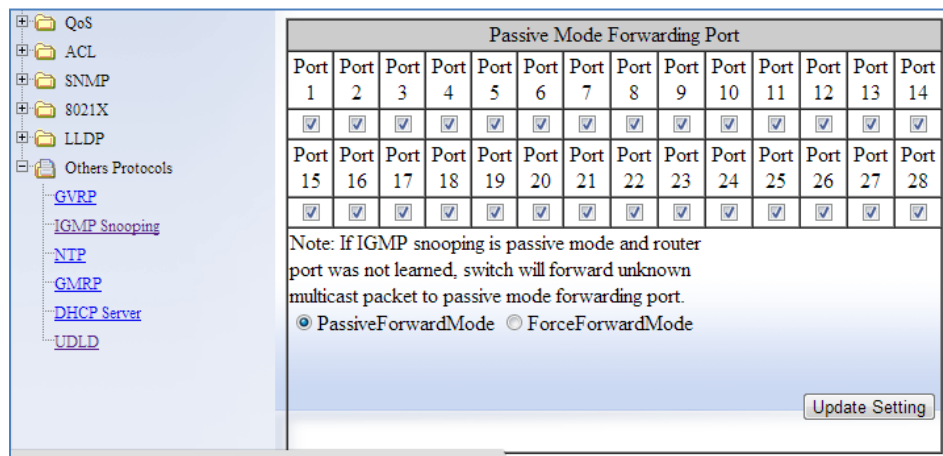 QoS
ACL
SNMP
8021X
LLDP
Others Protocols
GVRP
IGMP Snooping
NTP
GMRP
DHCP Server
UDLD
Passive Mode Forwarding Port
Port 1 Port 2 Port 3 Port 4 Port 5 Port 6 Port 7 Port 8 Port 9 Port 10 Port 11 Port 12 Port 13 Port 14
Port 15 Port 16 Port 17 Port 18 Port 19 Port 20 Port 21 Port 22 Port 23 Port 24 Port 25 Port 26 Port 27 Port 28
Note: If IGMP snooping is passive mode and router
port was not learned, switch will forward unknown
multicast packet to passive mode forwarding port.
PassiveForwardMode ForceForwardMode
Update Setting